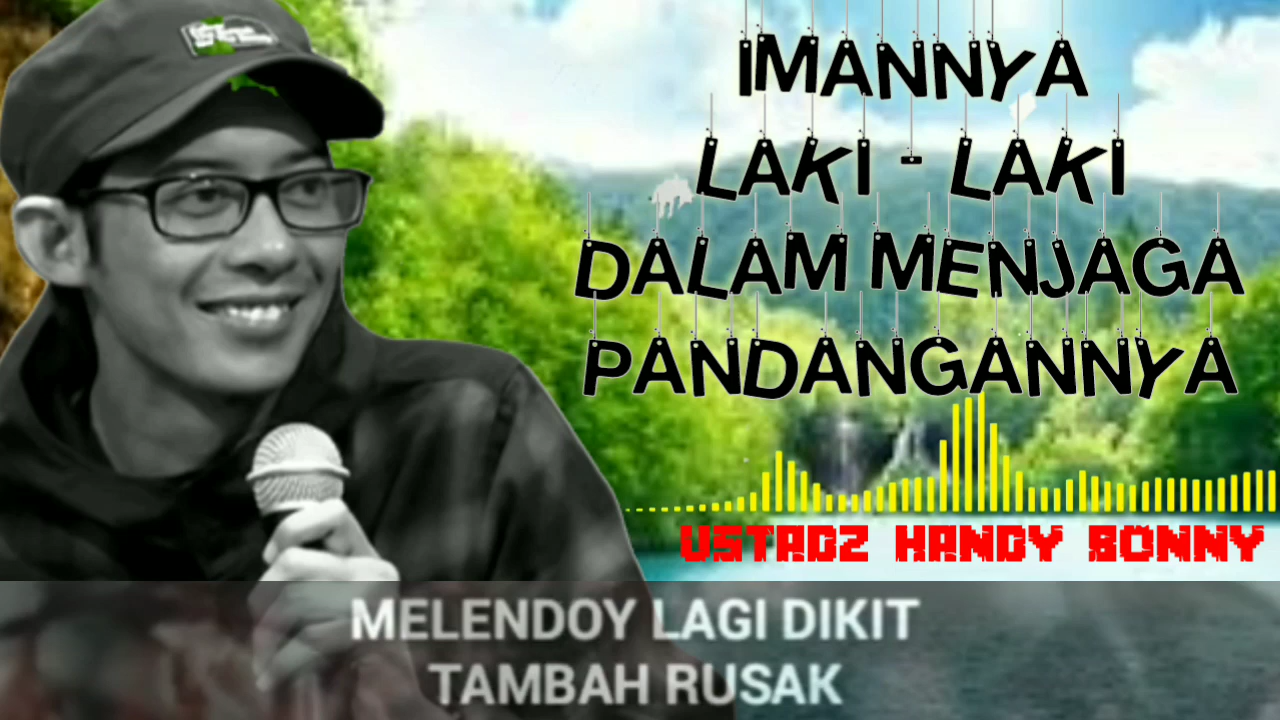 IMANNYA
LAKI - LAKI
DALAM MENJAGA
PANDANGANNYA
USTADZ HANDY BONNY
MELENDOY LAGI DIKIT
TAMBAH RUSAK